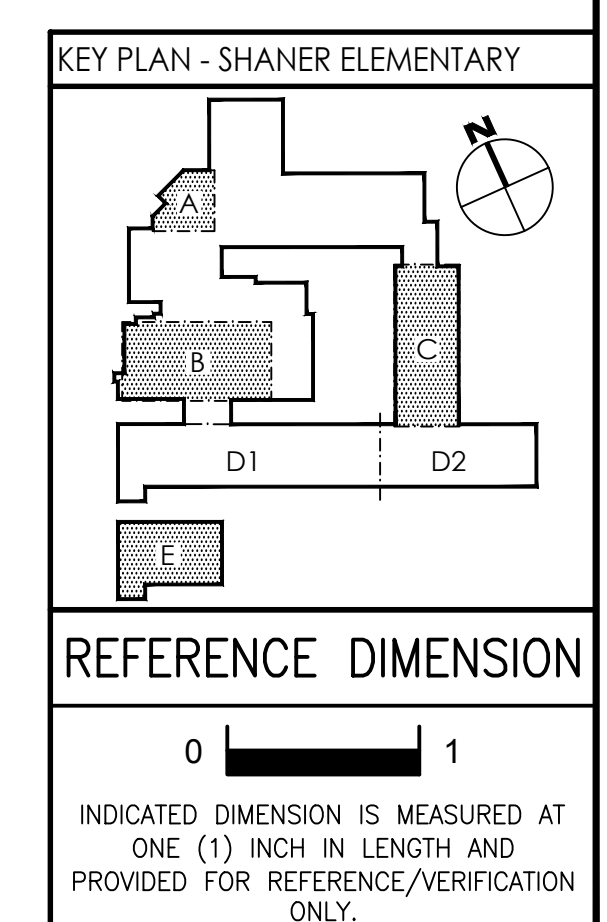 KEY PLAN - SHANER ELEMENTARY
N
A
B
C
D1
D2
E
REFERENCE DIMENSION
0 1
INDICATED DIMENSION IS MEASURED AT
ONE (1) INCH IN LENGTH AND
PROVIDED FOR REFERENCE/VERIFICATION
ONLY.